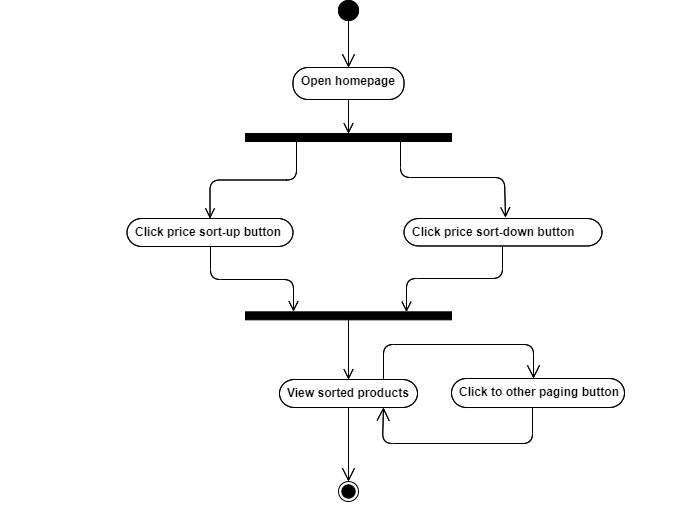 Open homepage
Click price sort-up button
Click price sort-down button
View sorted products
Click to other paging button